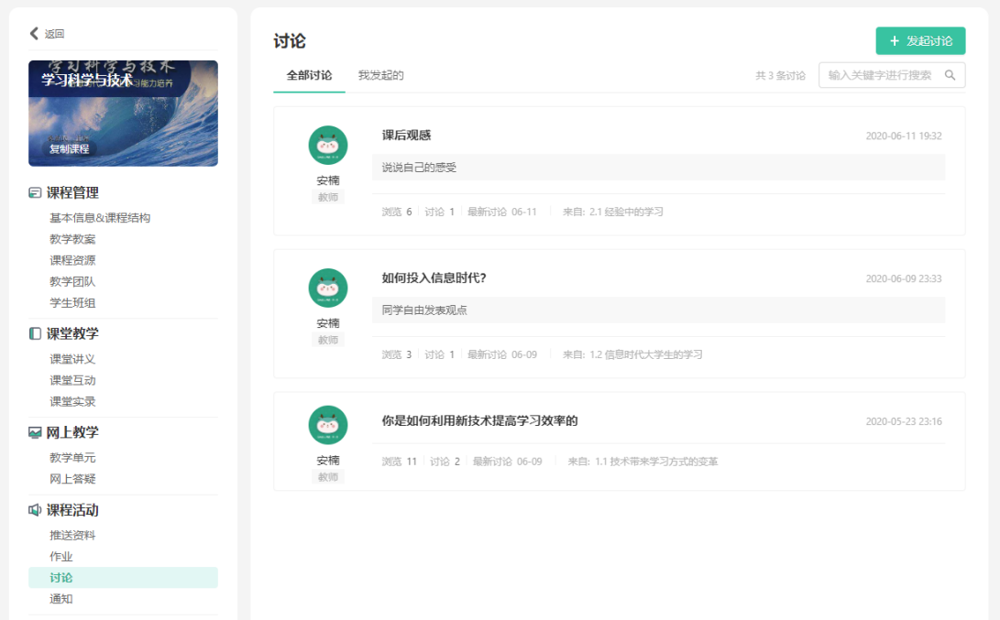 返回
学习科学与技术
学习科学与技术
学习能力培养
复制课程
课程管理
基本信息&课程结构
教学教案
课程资源
教学团队
学生班组
课堂教学
课堂讲义
课堂互动
课堂实录
网上教学
教学单元
网上答疑
课程活动
推送资料
作业
讨论
通知
讨论
+ 发起讨论
全部讨论 我发起的 共 3 条讨论 输入关键字进行搜索
课后观感 2020-06-11 19:32
说说自己的感受
安楠
教师
浏览 6 讨论 1 最新讨论 06-11 来自: 2.1 经验中的学习
如何投入信息时代？ 2020-06-09 23:33
同学自由发表观点
安楠
教师
浏览 3 讨论 1 最新讨论 06-09 来自: 1.2 信息时代大学生的学习
你是如何利用新技术提高学习效率的 2020-05-23 23:16
安楠
教师
浏览 11 讨论 2 最新讨论 06-09 来自: 1.1 技术带来学习方式的变革